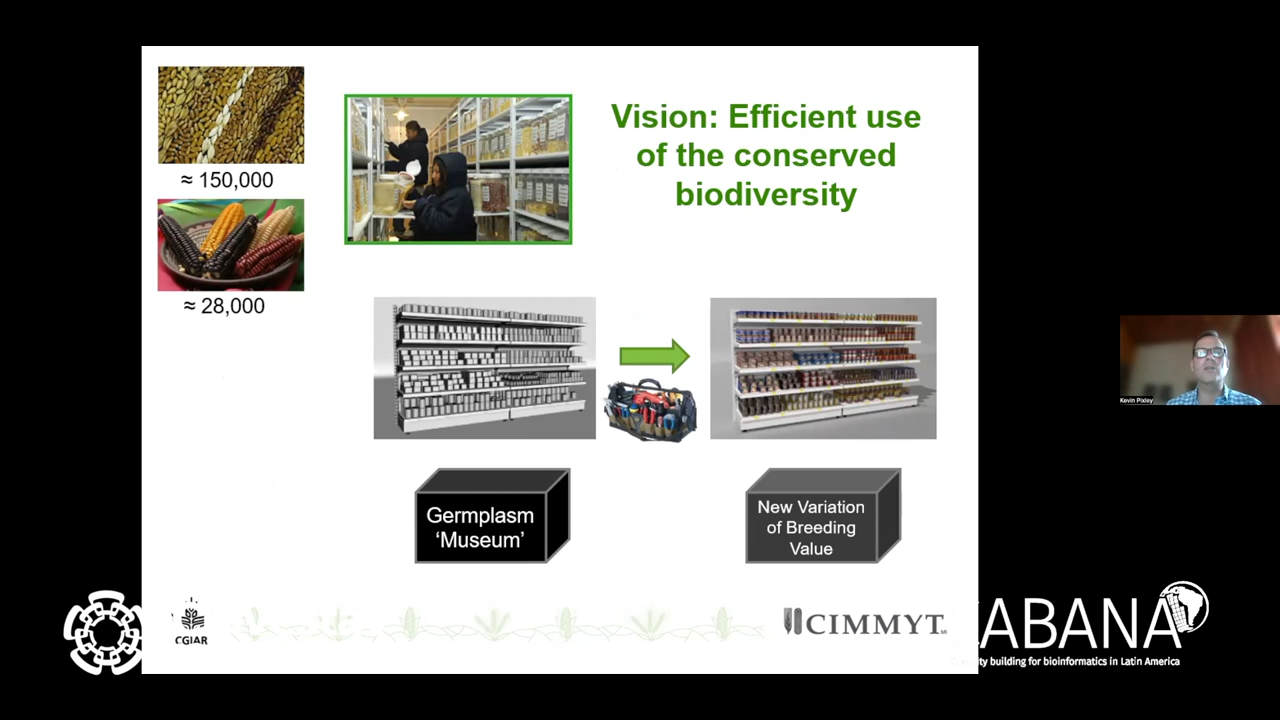 ≈ 150,000
≈ 28,000
Vision: Efficient use
of the conserved
biodiversity
Germplasm
‘Museum’
New Variation
of Breeding
Value
CGIAR
CIMMYT
Kevin Pixley
ABANA
building for bioinformatics in Latin America